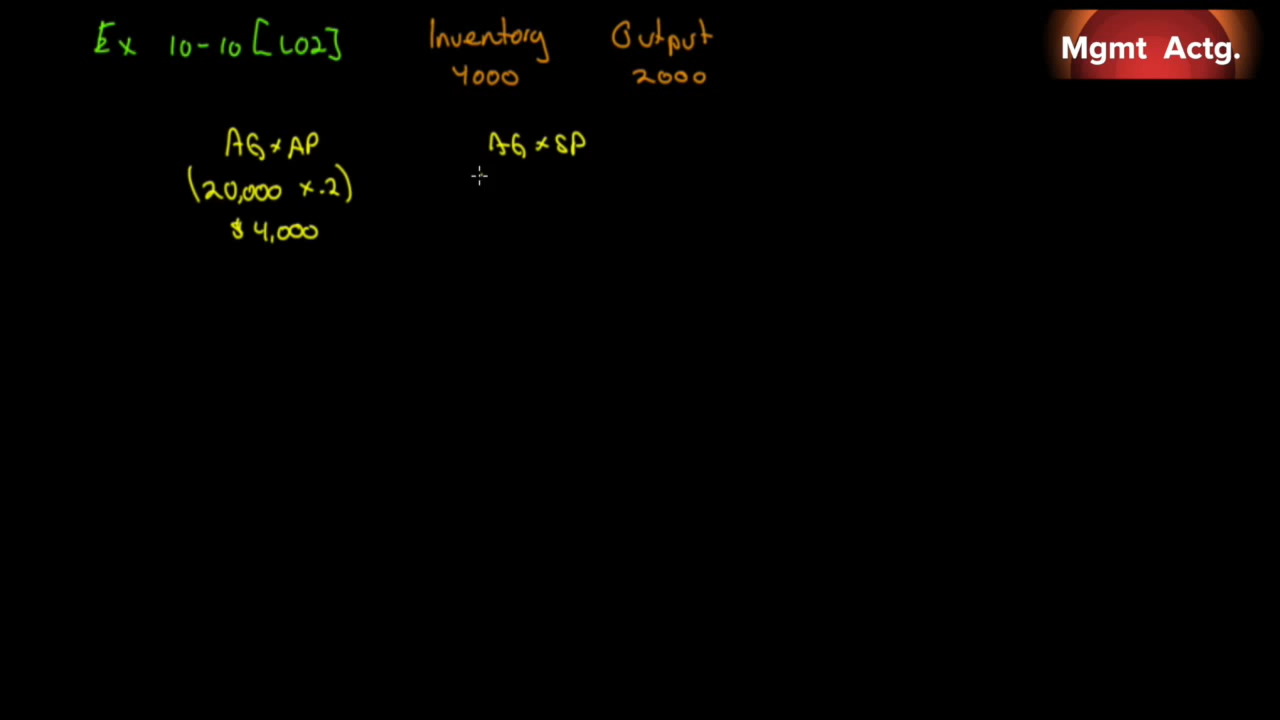 Ex 10-10 [LO2] Inventory Output
4000 2000
Mgmt Actg.
AQ × AP AQ × SP
(20,000 × .2)
$ 4,000